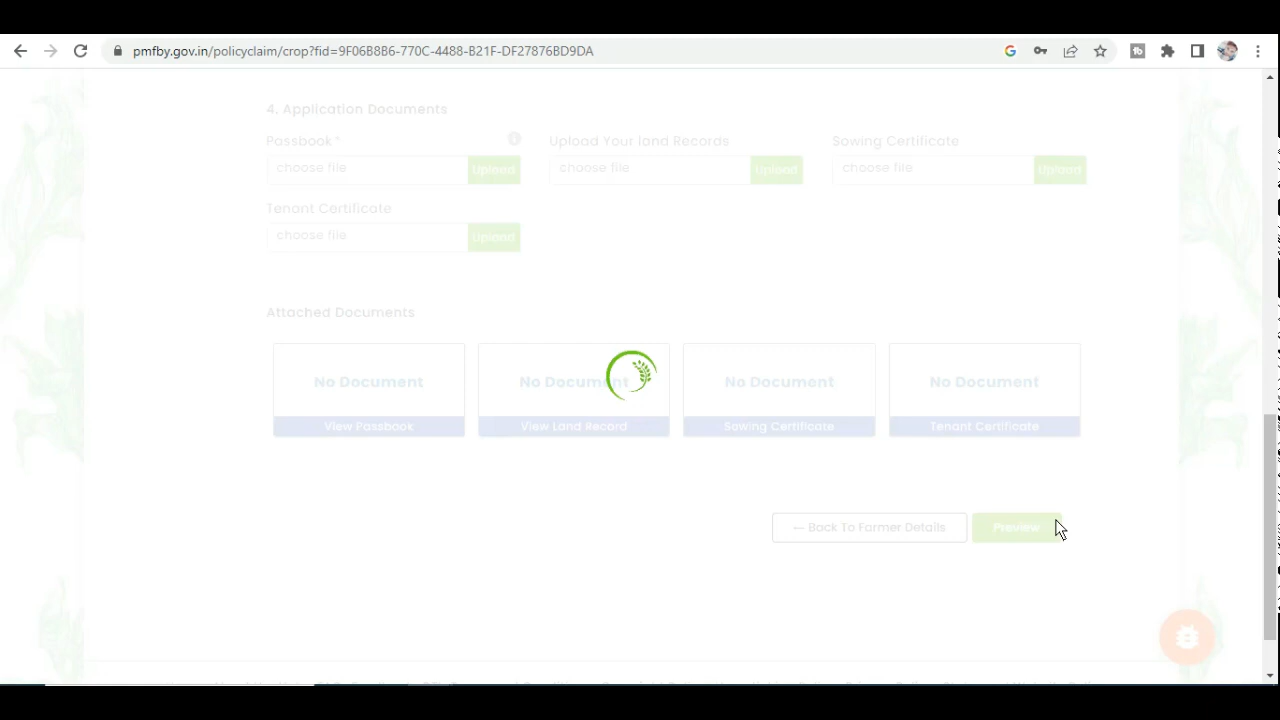 pmfby.gov.in/policyclaim/crop?fid=9F06B8B6-770C-4488-B21F-DF27876BD9DA
4. Application Documents
Passbook* Upload Your land Records Sowing Certificate
choose file Upload choose file Upload choose file Upload
Tenant Certificate
choose file Upload
Attached Documents
No Document No Document No Document No Document
View Passbook View Land Record Sowing Certificate Tenant Certificate
← Back To Farmer Details Preview